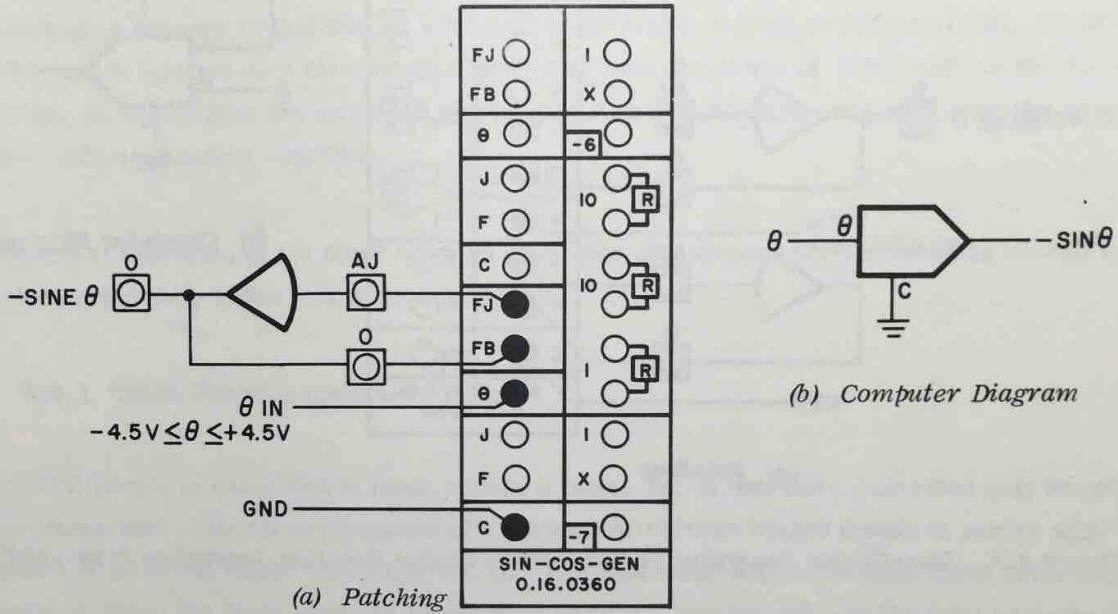 FJ I
FB X
θ -6
J
10
F
C
O AJ
-SINE θ
10
FJ
O
FB
I
θ
θ IN
-4.5V ≤ θ ≤ +4.5V
J I
F X
GND
C -7
SIN-COS-GEN
0.16.0360
R
R
R
(a) Patching
θ θ -SINθ
C
(b) Computer Diagram